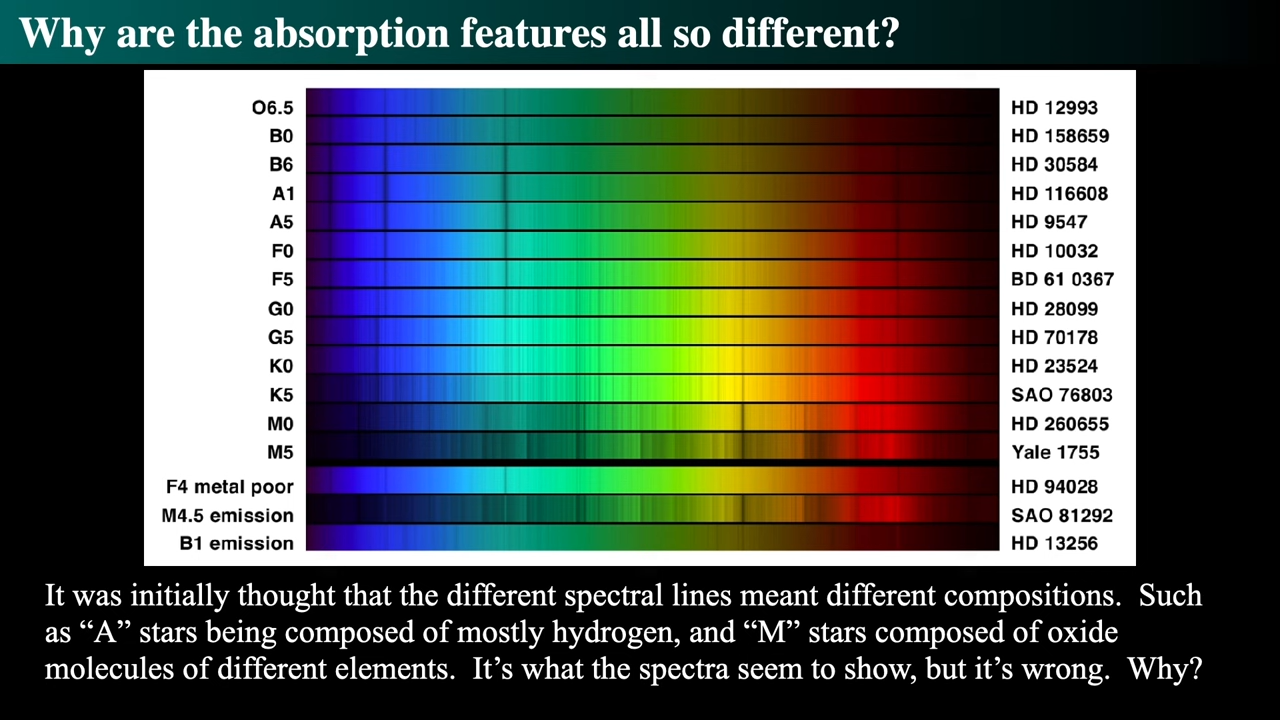 Why are the absorption features all so different?
O6.5 HD 12993
B0 HD 158659
B6 HD 30584
A1 HD 116608
A5 HD 9547
F0 HD 10032
F5 BD 61 0367
G0 HD 28099
G5 HD 70178
K0 HD 23524
K5 SAO 76803
M0 HD 260655
M5 Yale 1755
F4 metal poor HD 94028
M4.5 emission SAO 81292
B1 emission HD 13256
It was initially thought that the different spectral lines meant different compositions. Such
as “A” stars being composed of mostly hydrogen, and “M” stars composed of oxide
molecules of different elements. It’s what the spectra seem to show, but it’s wrong. Why?